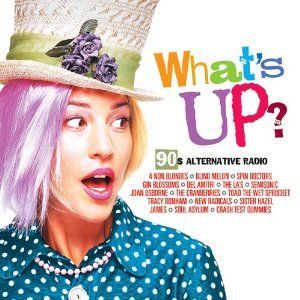 What's
UP?
90s ALTERNATIVE RADIO
4 NON BLONDES • BLIND MELON • SPIN DOCTORS
GIN BLOSSOMS • DEL AMITRI • THE LA'S • SEMISONIC
JOAN OSBORNE • THE CRANBERRIES • TOAD THE WET SPROCKET
TRACY BONHAM • NEW RADICALS • SISTER HAZEL
JAMES • SOUL ASYLUM • CRASH TEST DUMMIES